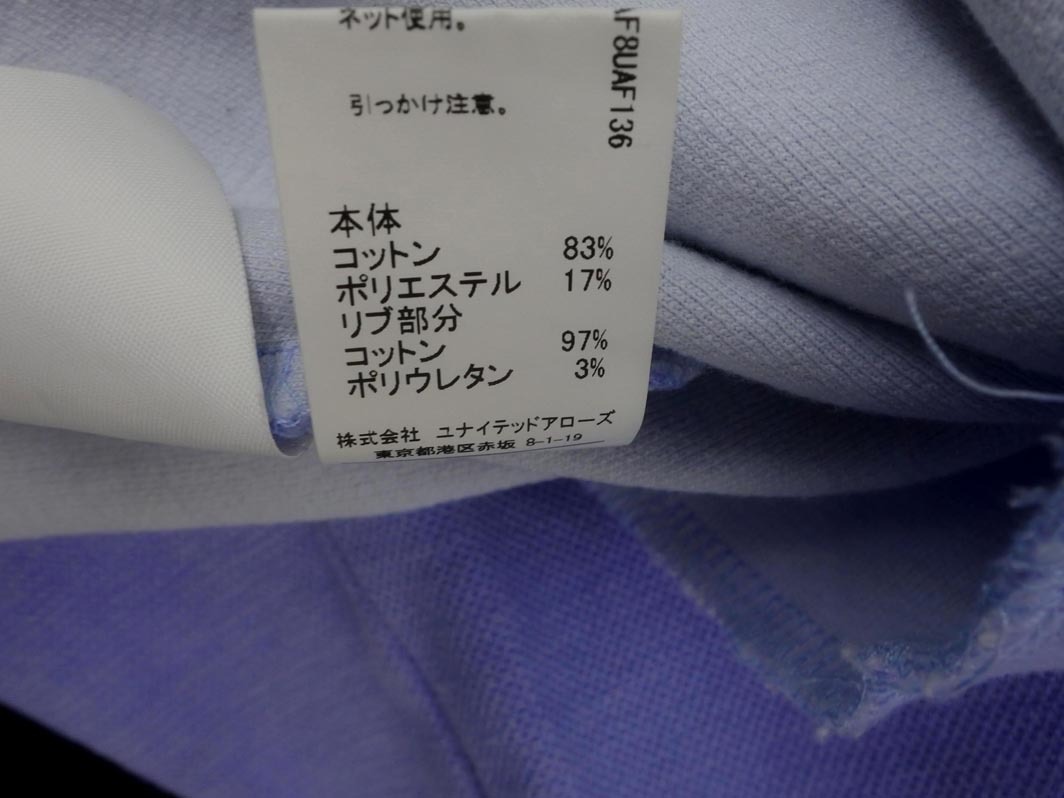 ネット使用。
引っかけ注意。
AF8UAF136
本体
コットン 83%
ポリエステル 17%
リブ部分
コットン 97%
ポリウレタン 3%
株式会社 ユナイテッドアローズ
東京都港区赤坂 8-1-19